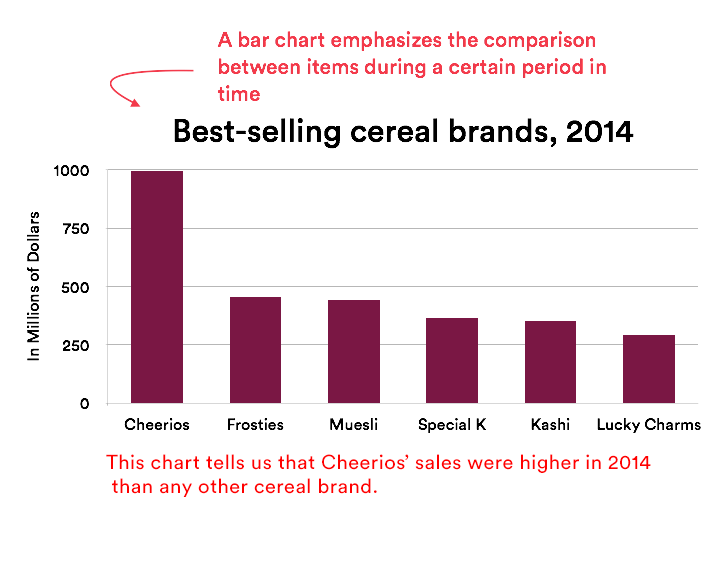 A bar chart emphasizes the comparison
between items during a certain period in
time
Best-selling cereal brands, 2014
In Millions of Dollars
1000
750
500
250
0
Cheerios Frosties Muesli Special K Kashi Lucky Charms
This chart tells us that Cheerios’ sales were higher in 2014
than any other cereal brand.